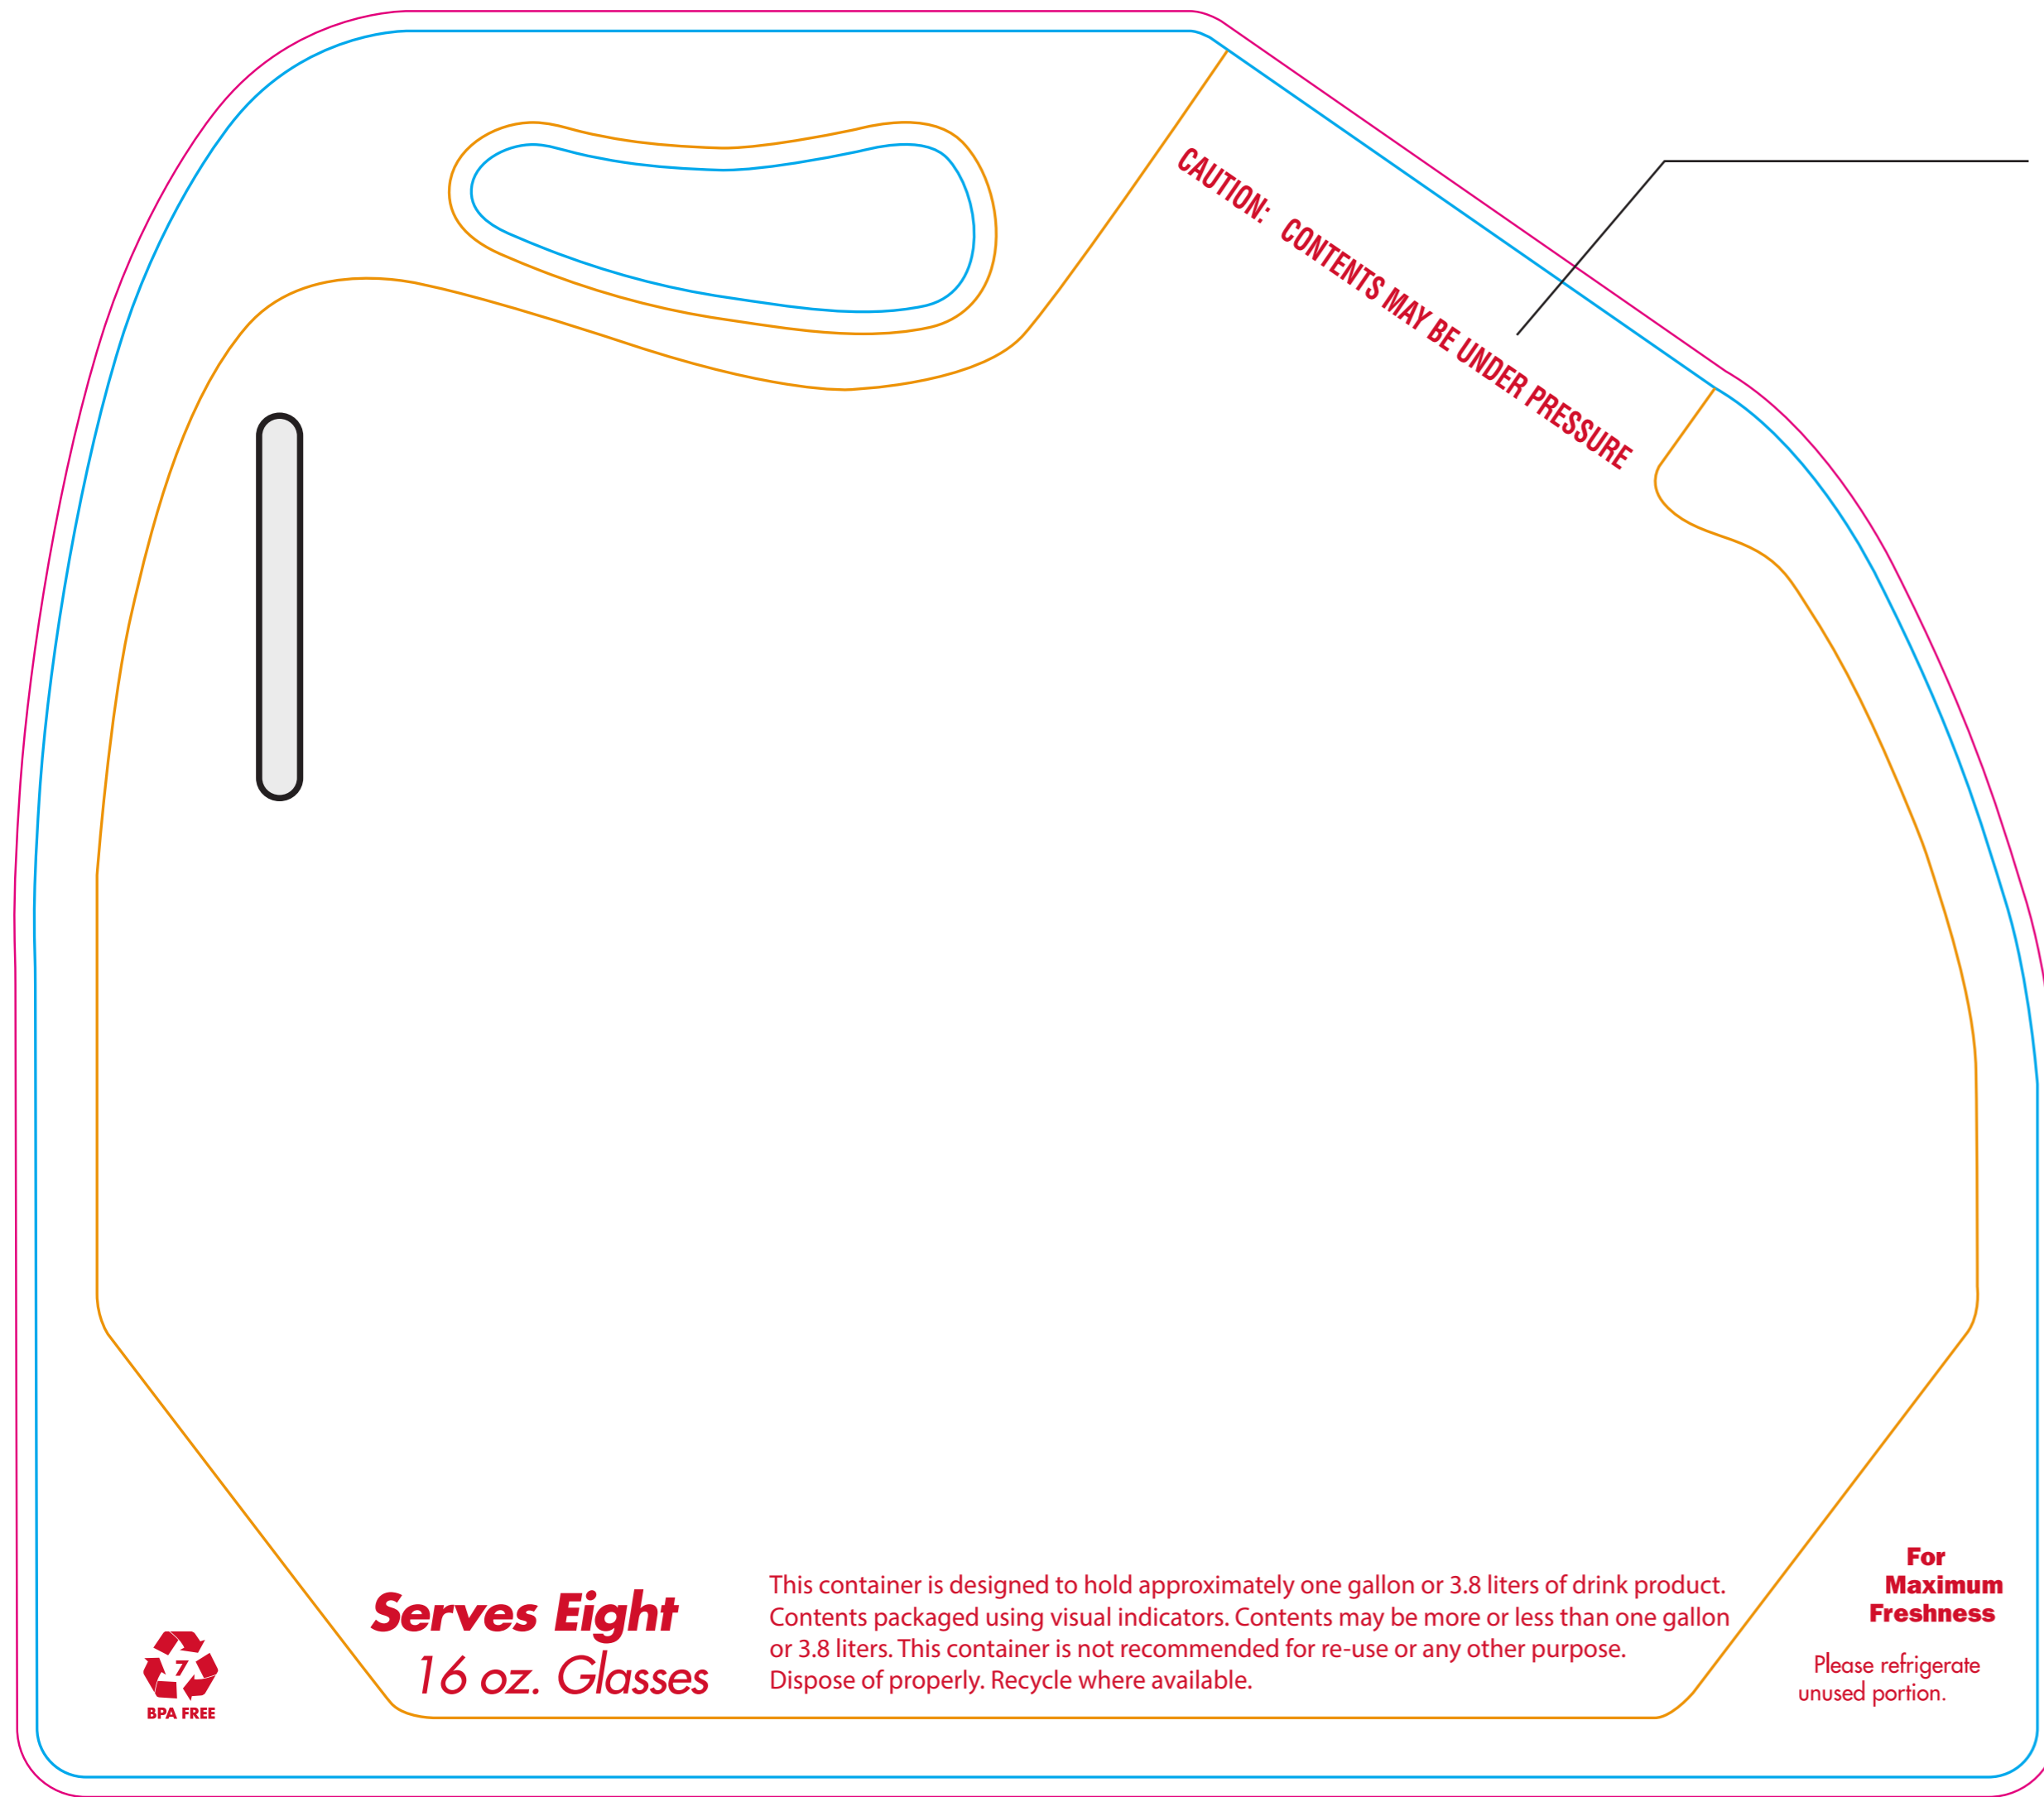 CAUTION: CONTENTS MAY BE UNDER PRESSURE
Serves Eight
16 oz. Glasses
This container is designed to hold approximately one gallon or 3.8 liters of drink product.
Contents packaged using visual indicators. Contents may be more or less than one gallon
or 3.8 liters. This container is not recommended for re-use or any other purpose.
Dispose of properly. Recycle where available.
For
Maximum
Freshness
Please refrigerate
unused portion.
7
BPA FREE